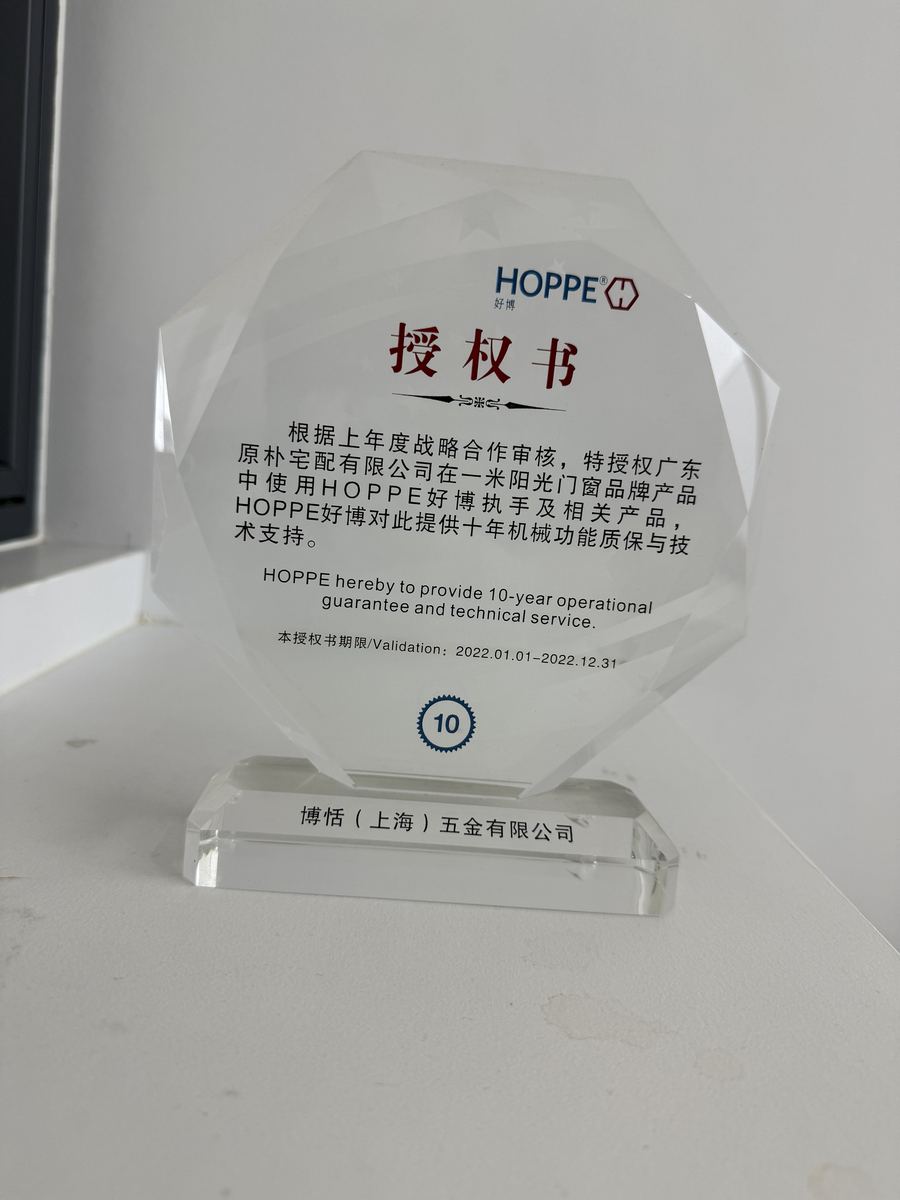 HOPPE®
好博
授权书
根据上年度战略合作审核，特授权广东
原朴宅配有限公司在一米阳光门窗品牌产品
中使用HOPPE好博执手及相关产品，
HOPPE好博对此提供十年机械功能质保与技
术支持。
HOPPE hereby to provide 10-year operational
guarantee and technical service.
本授权书期限/Validation：2022.01.01–2022.12.31
10
博恬（上海）五金有限公司